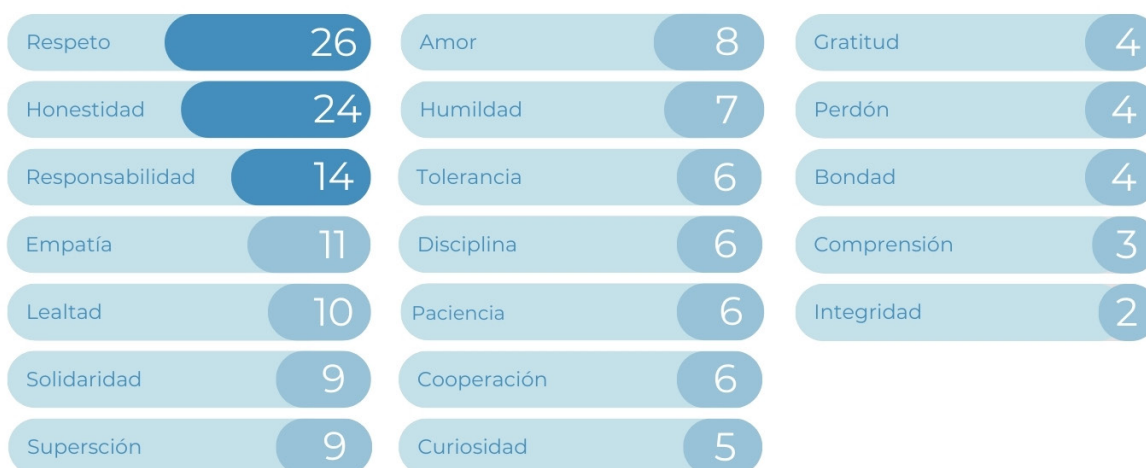 Respeto 26
Honestidad 24
Responsabilidad 14
Empatía 11
Lealtad 10
Solidaridad 9
Supersción 9
Amor 8
Humildad 7
Tolerancia 6
Disciplina 6
Paciencia 6
Cooperación 6
Curiosidad 5
Gratitud 4
Perdón 4
Bondad 4
Comprensión 3
Integridad 2